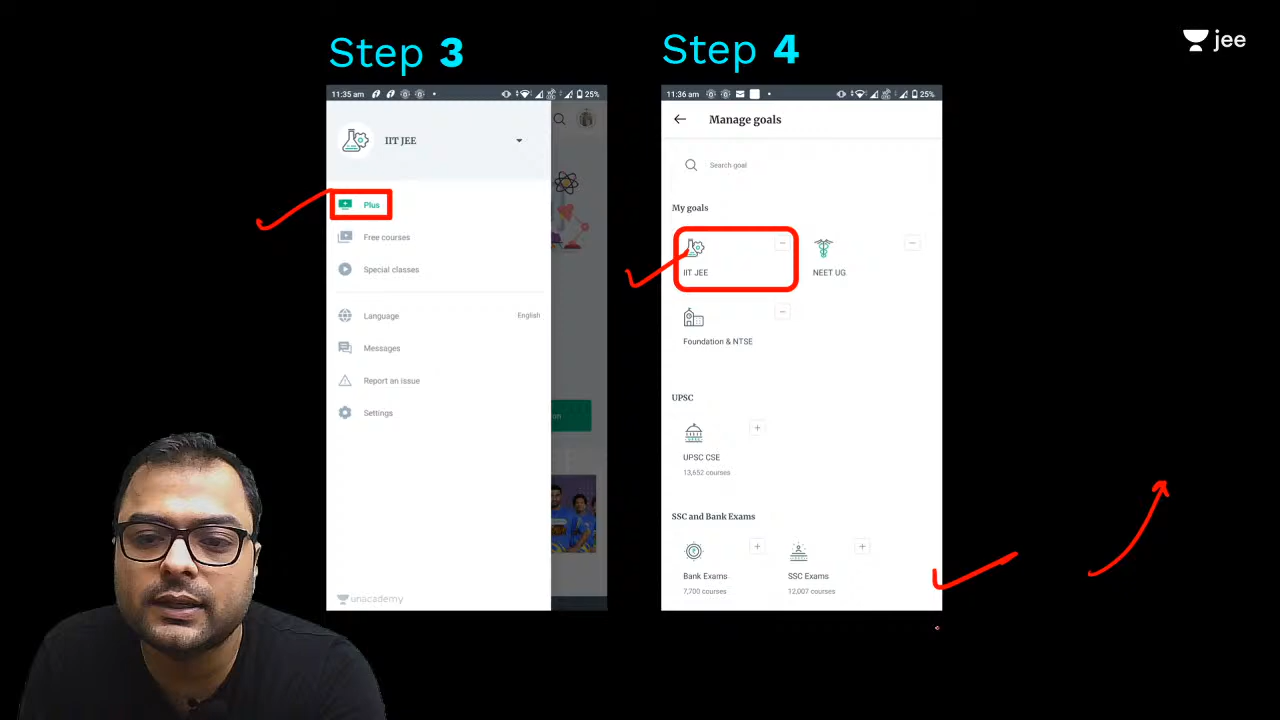 Step 3
Step 4
jee
11:35 am
25%
IIT JEE
Plus
Free courses
Special classes
Language
English
Messages
Report an issue
Settings
on
unacademy
11:36 am
25%
Manage goals
Search goal
My goals
IIT JEE
NEET UG
Foundation & NTSE
UPSC
UPSC CSE
13,652 courses
SSC and Bank Exams
Bank Exams
SSC Exams
7,700 courses
12,007 courses